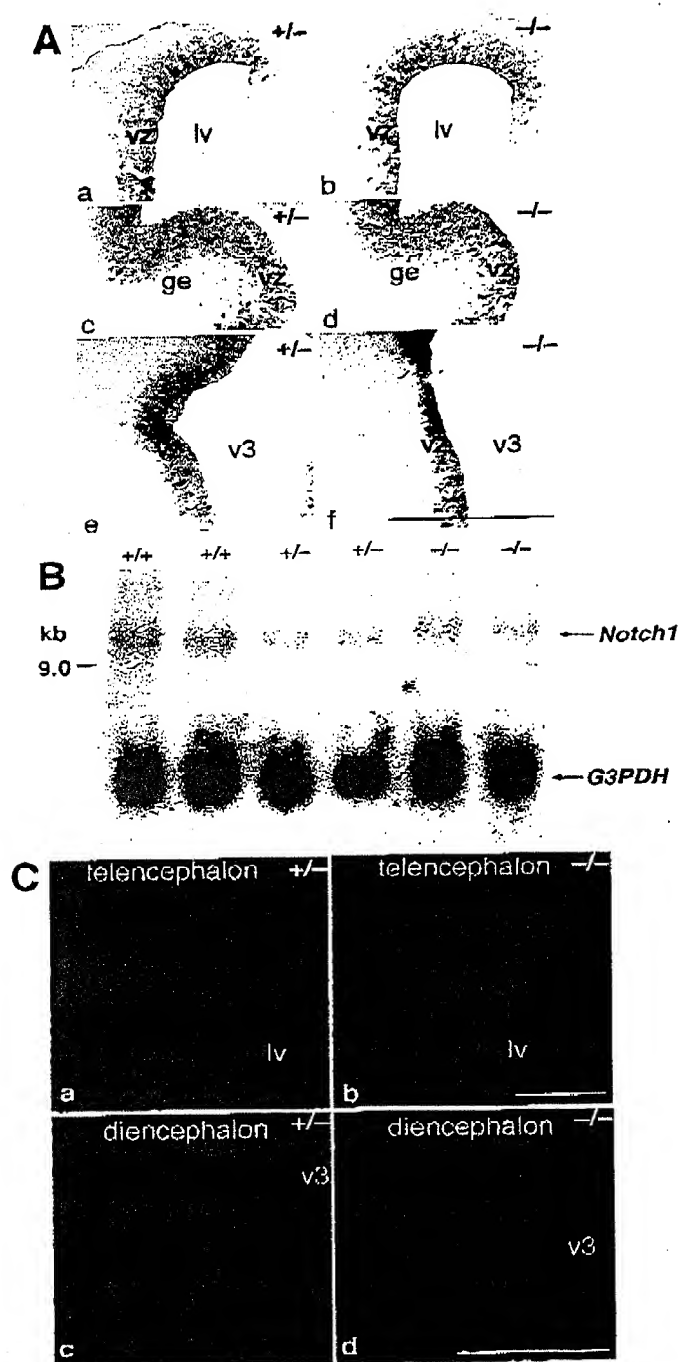 A
+/−
−/−
vz
lv
vz
lv
a
b
+/−
−/−
ge
vz
ge
vz
c
d
+/−
−/−
v3
vz
v3
e
f
B
+/+
+/+
+/−
+/−
−/−
−/−
kb
9.0
Notch1
G3PDH
C
telencephalon
+/−
telencephalon
−/−
lv
lv
a
b
diencephalon
+/−
diencephalon
−/−
v3
v3
c
d